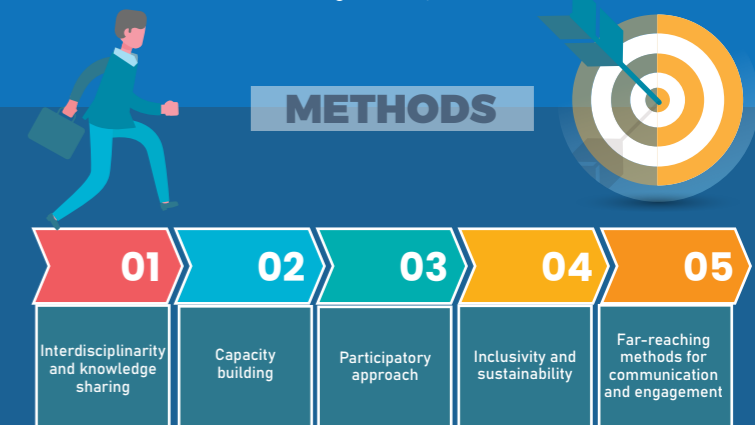 METHODS
01
02
03
04
05
Interdisciplinarity
and knowledge
sharing
Capacity
building
Participatory
approach
Inclusivity and
sustainability
Far-reaching
methods for
communication
and engagement